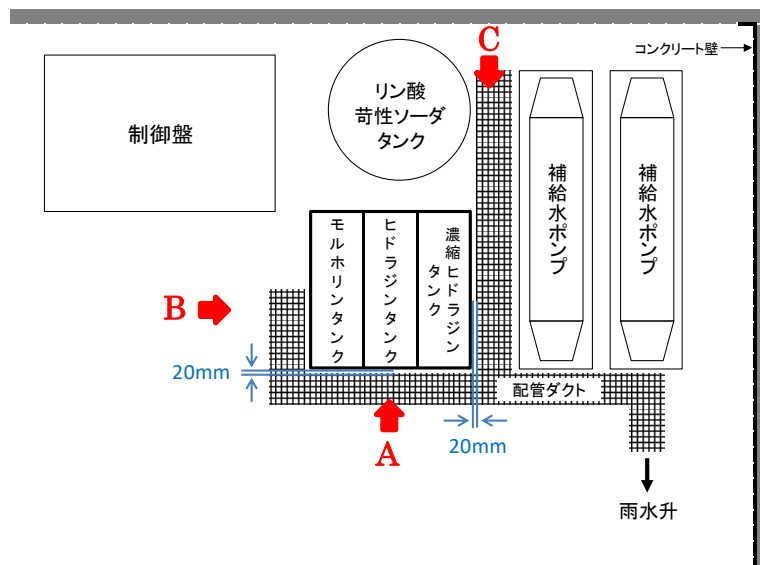 C
コンクリート壁
リン酸
苛性ソーダ
タンク
制御盤
補給水ポンプ
補給水ポンプ
モルホリンタンク
ヒドラジンタンク
濃縮ヒドラジン
タンク
B
20mm
配管ダクト
A
20mm
雨水升